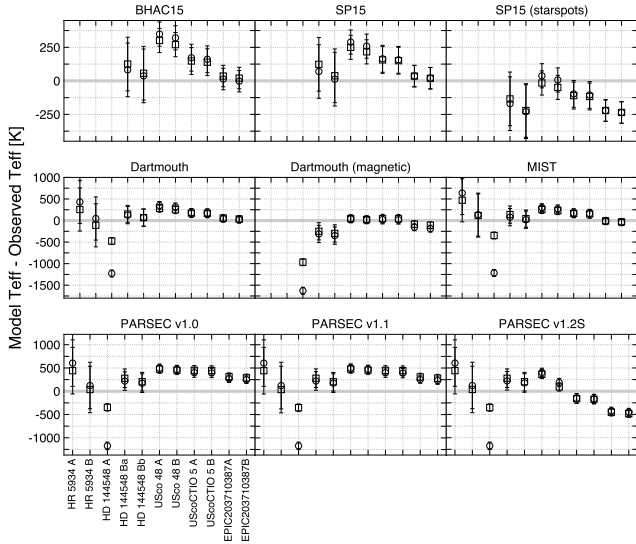 BHAC15 SP15 SP15 (starspots)
250
0
-250
Dartmouth Dartmouth (magnetic) MIST
1000
500
0
-500
-1000
-1500
PARSEC v1.0 PARSEC v1.1 PARSEC v1.2S
1000
500
0
-500
-1000
Model Teff - Observed Teff [K]
HR 5934 A
HR 5934 B
HD 144548 A
HD 144548 Ba
HD 144548 Bb
USco 48 A
USco 48 B
UScoCTIO 5 A
UScoCTIO 5 B
EPIC203710387A
EPIC203710387B